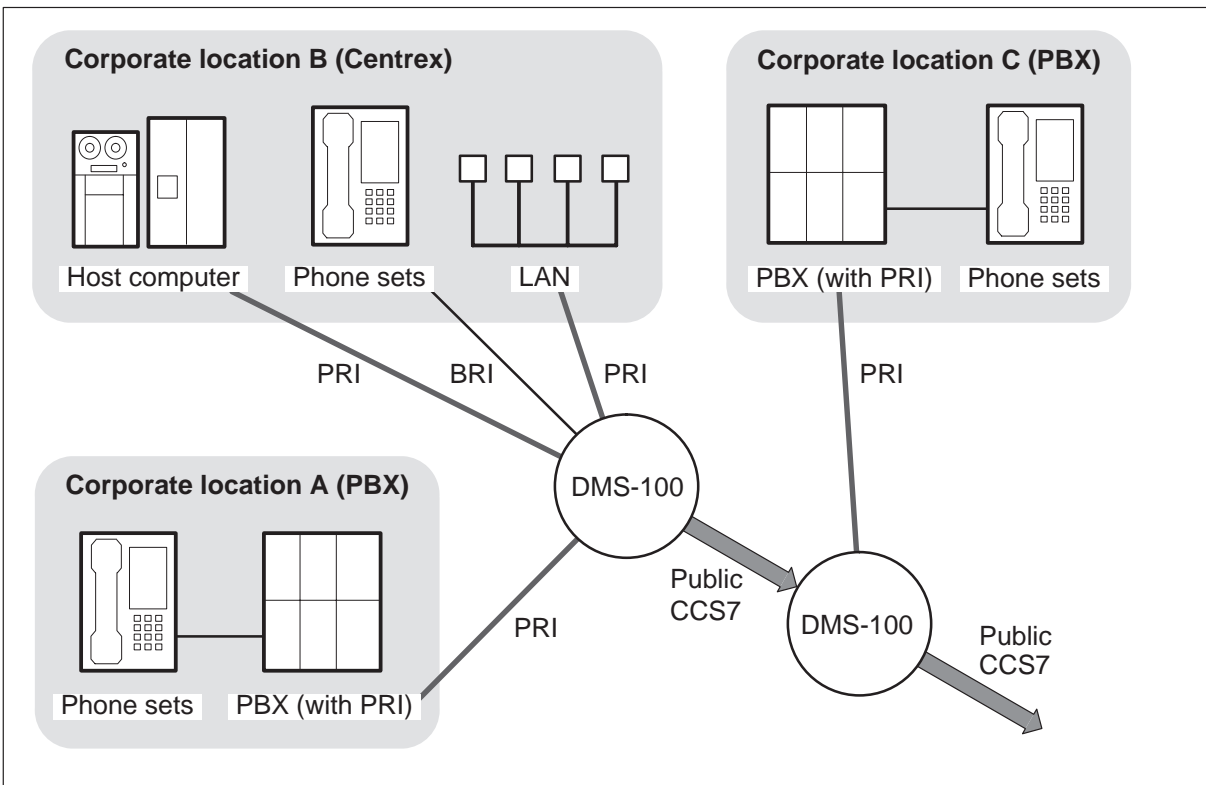 Corporate location B (Centrex)
Host computer
Phone sets
LAN
Corporate location C (PBX)
PBX (with PRI)
Phone sets
PRI
BRI
PRI
PRI
Corporate location A (PBX)
Phone sets
PBX (with PRI)
PRI
DMS-100
Public
CCS7
DMS-100
Public
CCS7